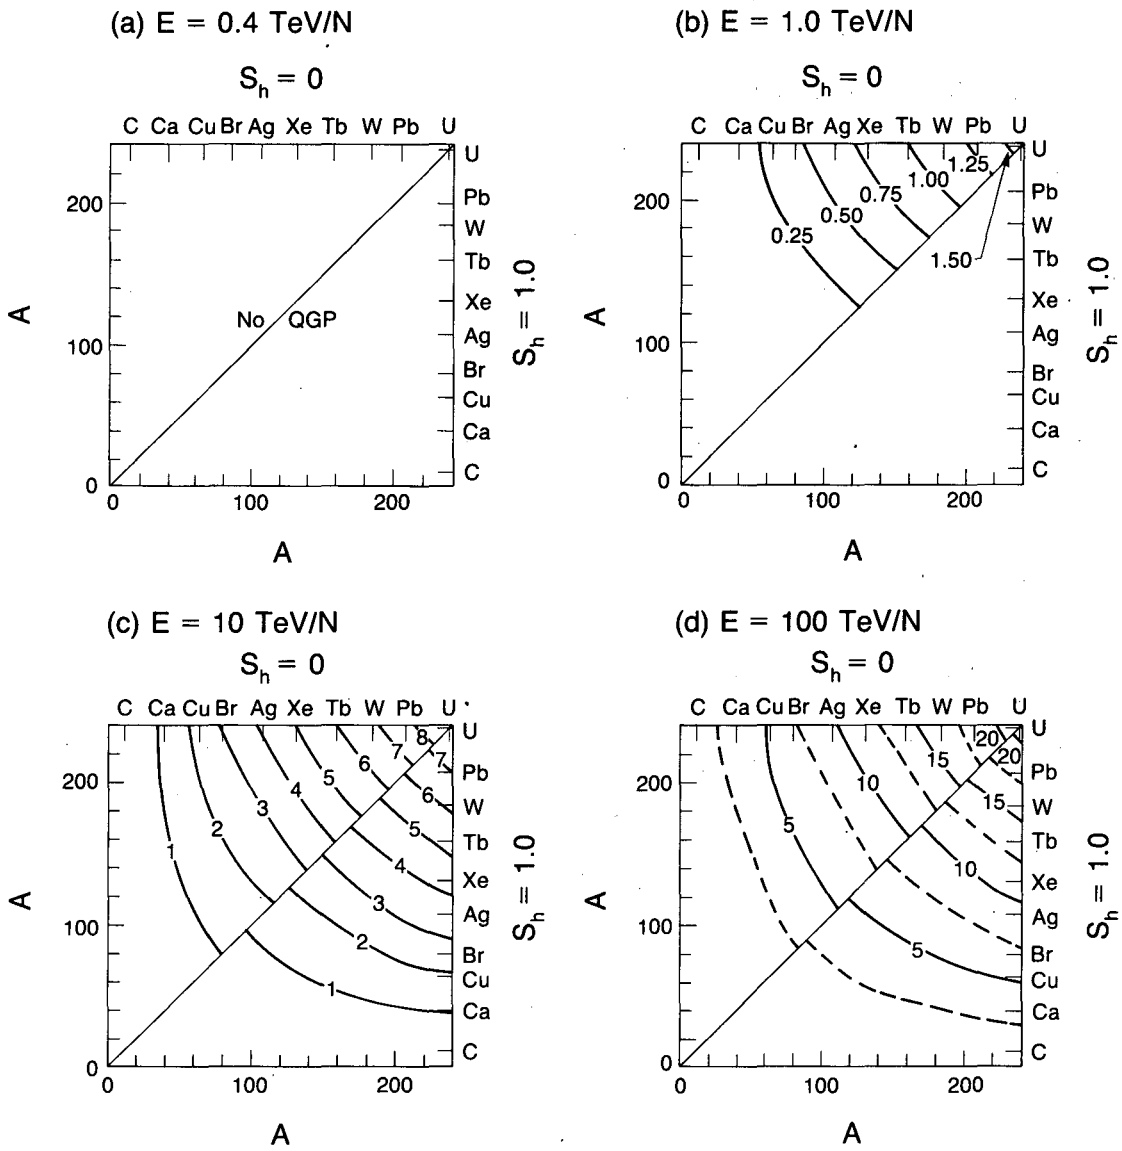 (a) E = 0.4 TeV/N
S_h = 0
C Ca Cu Br Ag Xe Tb W Pb U
U
Pb
W
Tb
Xe
Ag
Br
Cu
Ca
C
S_h = 1.0
200
100
0
A
No QGP
0 100 200
A
(b) E = 1.0 TeV/N
S_h = 0
C Ca Cu Br Ag Xe Tb W Pb U
U
Pb
W
Tb
Xe
Ag
Br
Cu
Ca
C
S_h = 1.0
200
100
0
A
0.25
0.50
0.75
1.00
1.25
1.50
0 100 200
A
(c) E = 10 TeV/N
S_h = 0
C Ca Cu Br Ag Xe Tb W Pb U
U
Pb
W
Tb
Xe
Ag
Br
Cu
Ca
C
S_h = 1.0
200
100
0
A
1
2
3
4
5
6
7
8
7
6
5
4
3
2
1
0 100 200
A
(d) E = 100 TeV/N
S_h = 0
C Ca Cu Br Ag Xe Tb W Pb U
U
Pb
W
Tb
Xe
Ag
Br
Cu
Ca
C
S_h = 1.0
200
100
0
A
5
10
15
20
20
15
10
5
0 100 200
A